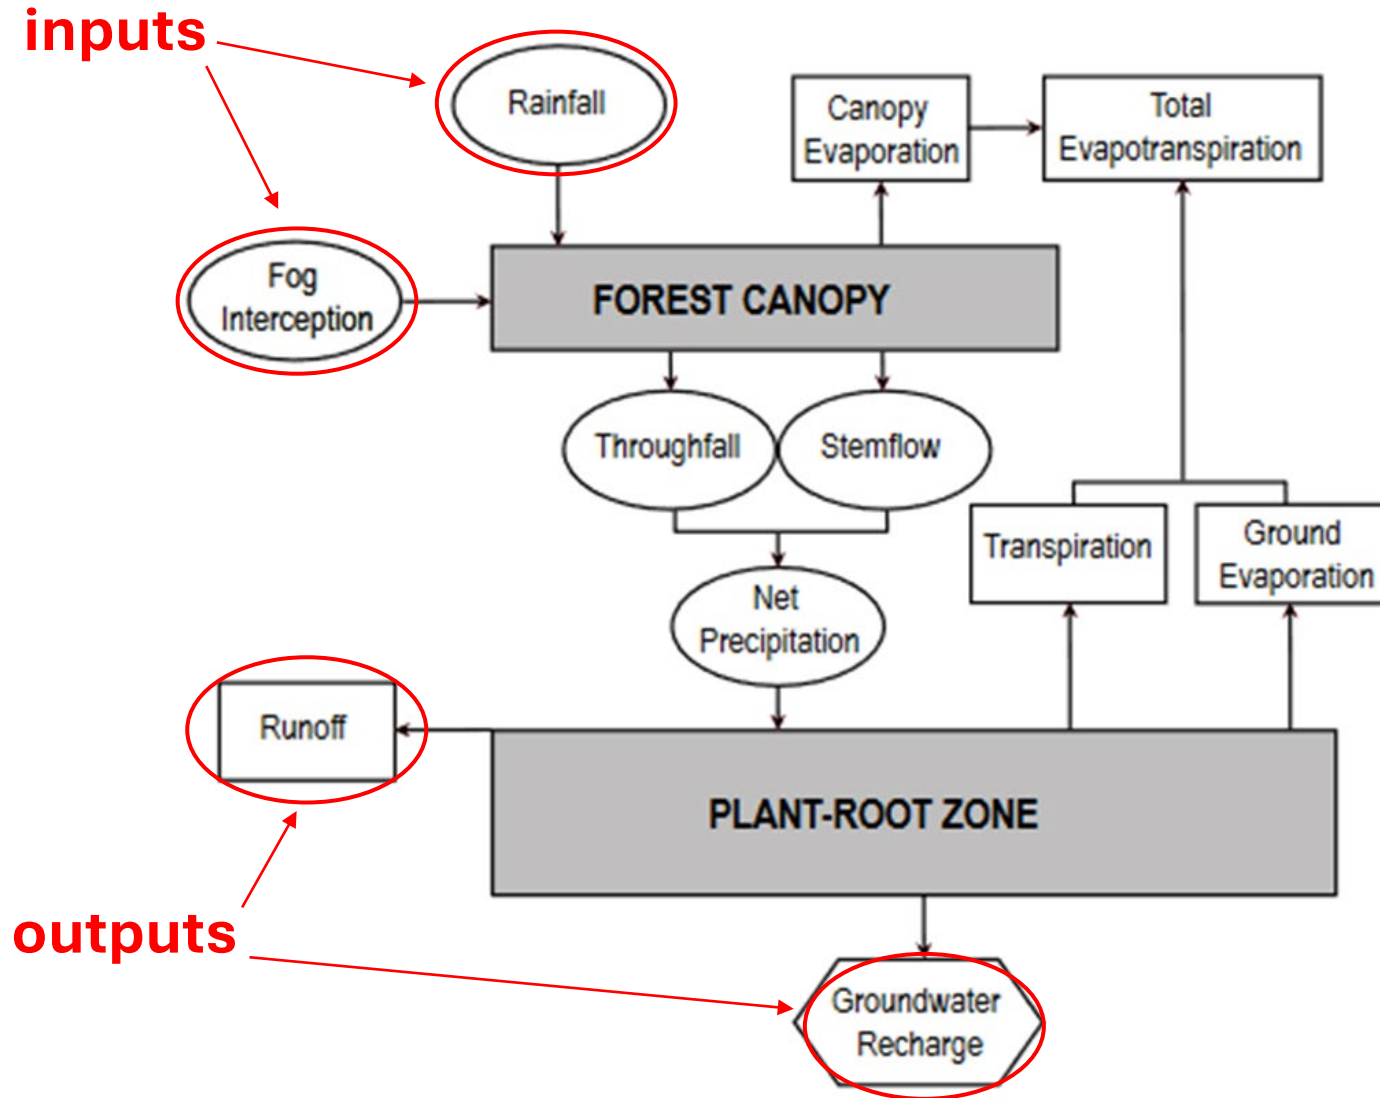 inputs
Rainfall
Canopy
Evaporation
Total
Evapotranspiration
Fog
Interception
FOREST CANOPY
Throughfall
Stemflow
Transpiration
Ground
Evaporation
Net
Precipitation
Runoff
PLANT-ROOT ZONE
outputs
Groundwater
Recharge